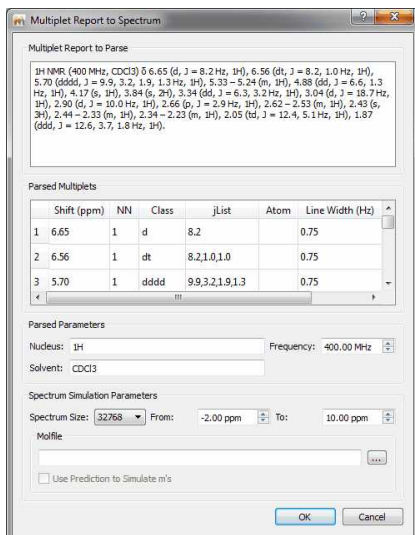 Multiplet Report to Spectrum
Multiplet Report to Parse
1H NMR (400 MHz, CDCl3) δ 6.65 (d, J = 8.2 Hz, 1H), 6.56 (dt, J = 8.2, 1.0 Hz, 1H),
5.70 (dddd, J = 9.9, 3.2, 1.9, 1.3 Hz, 1H), 5.33 – 5.24 (m, 1H), 4.88 (dd, J = 6.6, 1.3
Hz, 1H), 4.17 (s, 1H), 3.84 (s, 2H), 3.34 (dd, J = 6.3, 3.2 Hz, 1H), 3.04 (d, J = 18.7 Hz,
1H), 2.90 (d, J = 10.0 Hz, 1H), 2.66 (p, J = 2.9 Hz, 1H), 2.62 – 2.53 (m, 1H), 2.43 (s,
3H), 2.44 – 2.33 (m, 1H), 2.34 – 2.23 (m, 1H), 2.05 (td, J = 12.4, 5.1 Hz, 1H), 1.87
(ddd, J = 12.6, 3.7, 1.8 Hz, 1H).
Parsed Multiplets
Shift (ppm) NN Class jList Atom Line Width (Hz)
1 6.65 1 d 8.2 0.75
2 6.56 1 dt 8.2,1.0,1.0 0.75
3 5.70 1 dddd 9.9,3.2,1.9,1.3 0.75
Parsed Parameters
Nucleus: 1H Frequency: 400.00 MHz
Solvent: CDCl3
Spectrum Simulation Parameters
Spectrum Size: 32768 From: -2.00 ppm To: 10.00 ppm
Molfile
...
Use Prediction to Simulate m's
OK Cancel